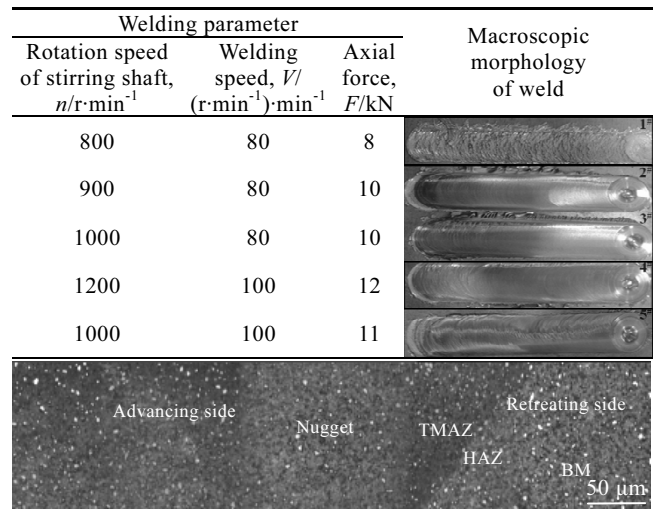 Welding parameter
Rotation speed of stirring shaft, n/r·min⁻¹
Welding speed, V/(r·min⁻¹)·min⁻¹
Axial force, F/kN
Macroscopic morphology of weld
800 80 8 1#
900 80 10 2#
1000 80 10 3#
1200 100 12 4#
1000 100 11 5#
Advancing side
Nugget
TMAZ
Retreating side
HAZ
BM
50 µm